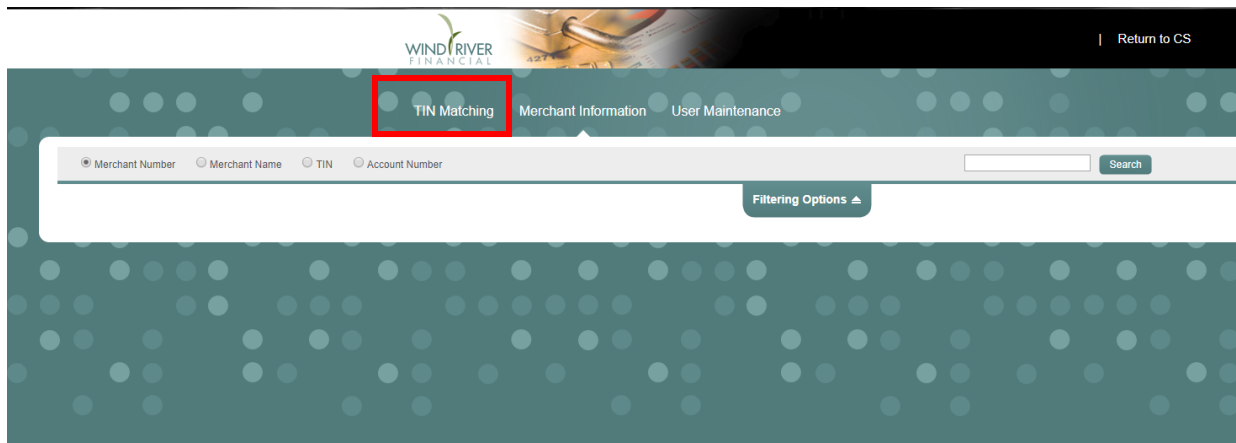 WIND RIVER
FINANCIAL
427
| Return to CS
TIN Matching Merchant Information User Maintenance
Merchant Number Merchant Name TIN Account Number Search
Filtering Options